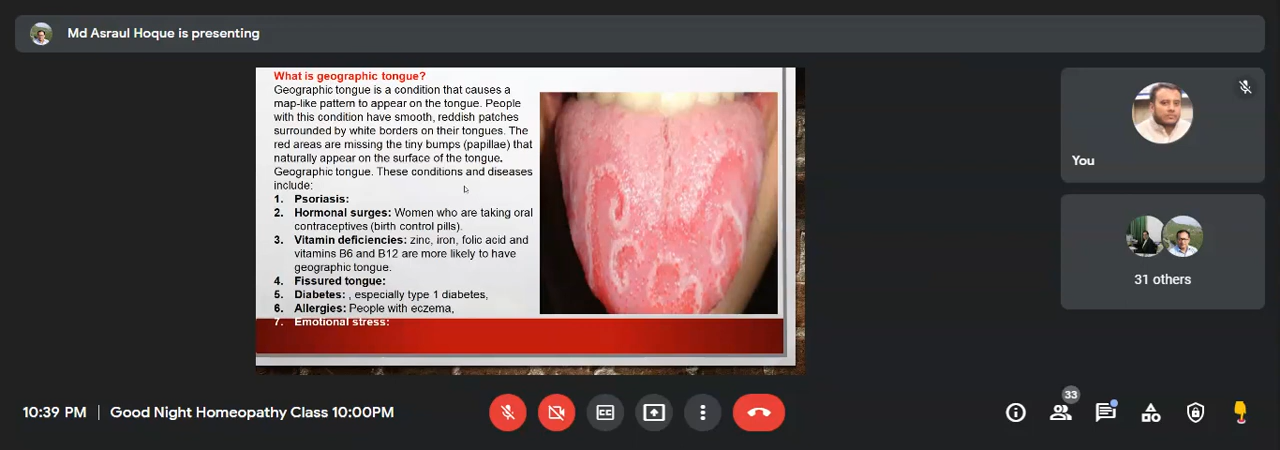 Md Asraul Hoque is presenting
What is geographic tongue?
Geographic tongue is a condition that causes a
map-like pattern to appear on the tongue. People
with this condition have smooth, reddish patches
surrounded by white borders on their tongues. The
red areas are missing the tiny bumps (papillae) that
naturally appear on the surface of the tongue.
Geographic tongue. These conditions and diseases
include:
1. Psoriasis:
2. Hormonal surges: Women who are taking oral
contraceptives (birth control pills).
3. Vitamin deficiencies: zinc, iron, folic acid and
vitamins B6 and B12 are more likely to have
geographic tongue.
4. Fissured tongue:
5. Diabetes: , especially type 1 diabetes,
6. Allergies: People with eczema,
7. Emotional stress:
You
31 others
10:39 PM | Good Night Homeopathy Class 10:00PM
CC
33